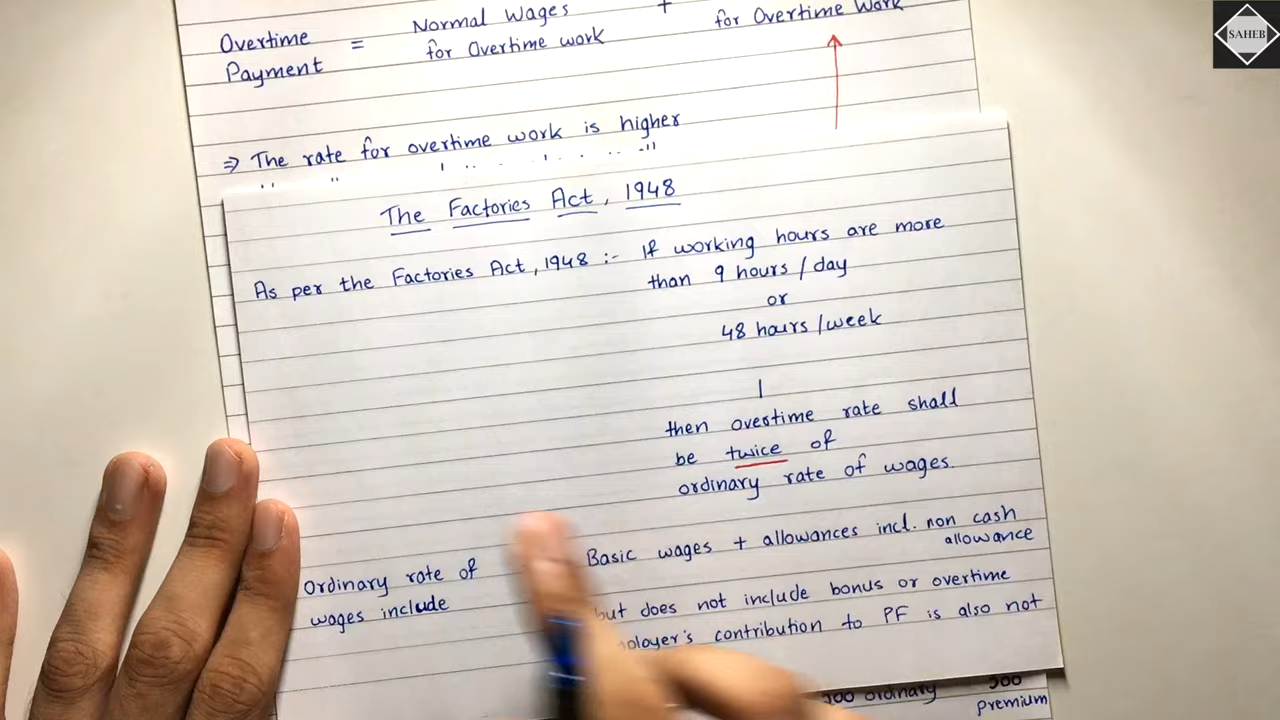 SAHEB
Normal Wages + for Overtime Work
Overtime = for Overtime work
Payment
⇒ The rate for overtime work is higher
The Factories Act, 1948
As per the Factories Act, 1948 :- If working hours are more
than 9 hours / day
or
48 hours / week
then overtime rate shall
be twice of
ordinary rate of wages.
Ordinary rate of Basic wages + allowances incl. non cash
allowance
wages include but does not include bonus or overtime
contribution to PF is also not
ordinary
premium